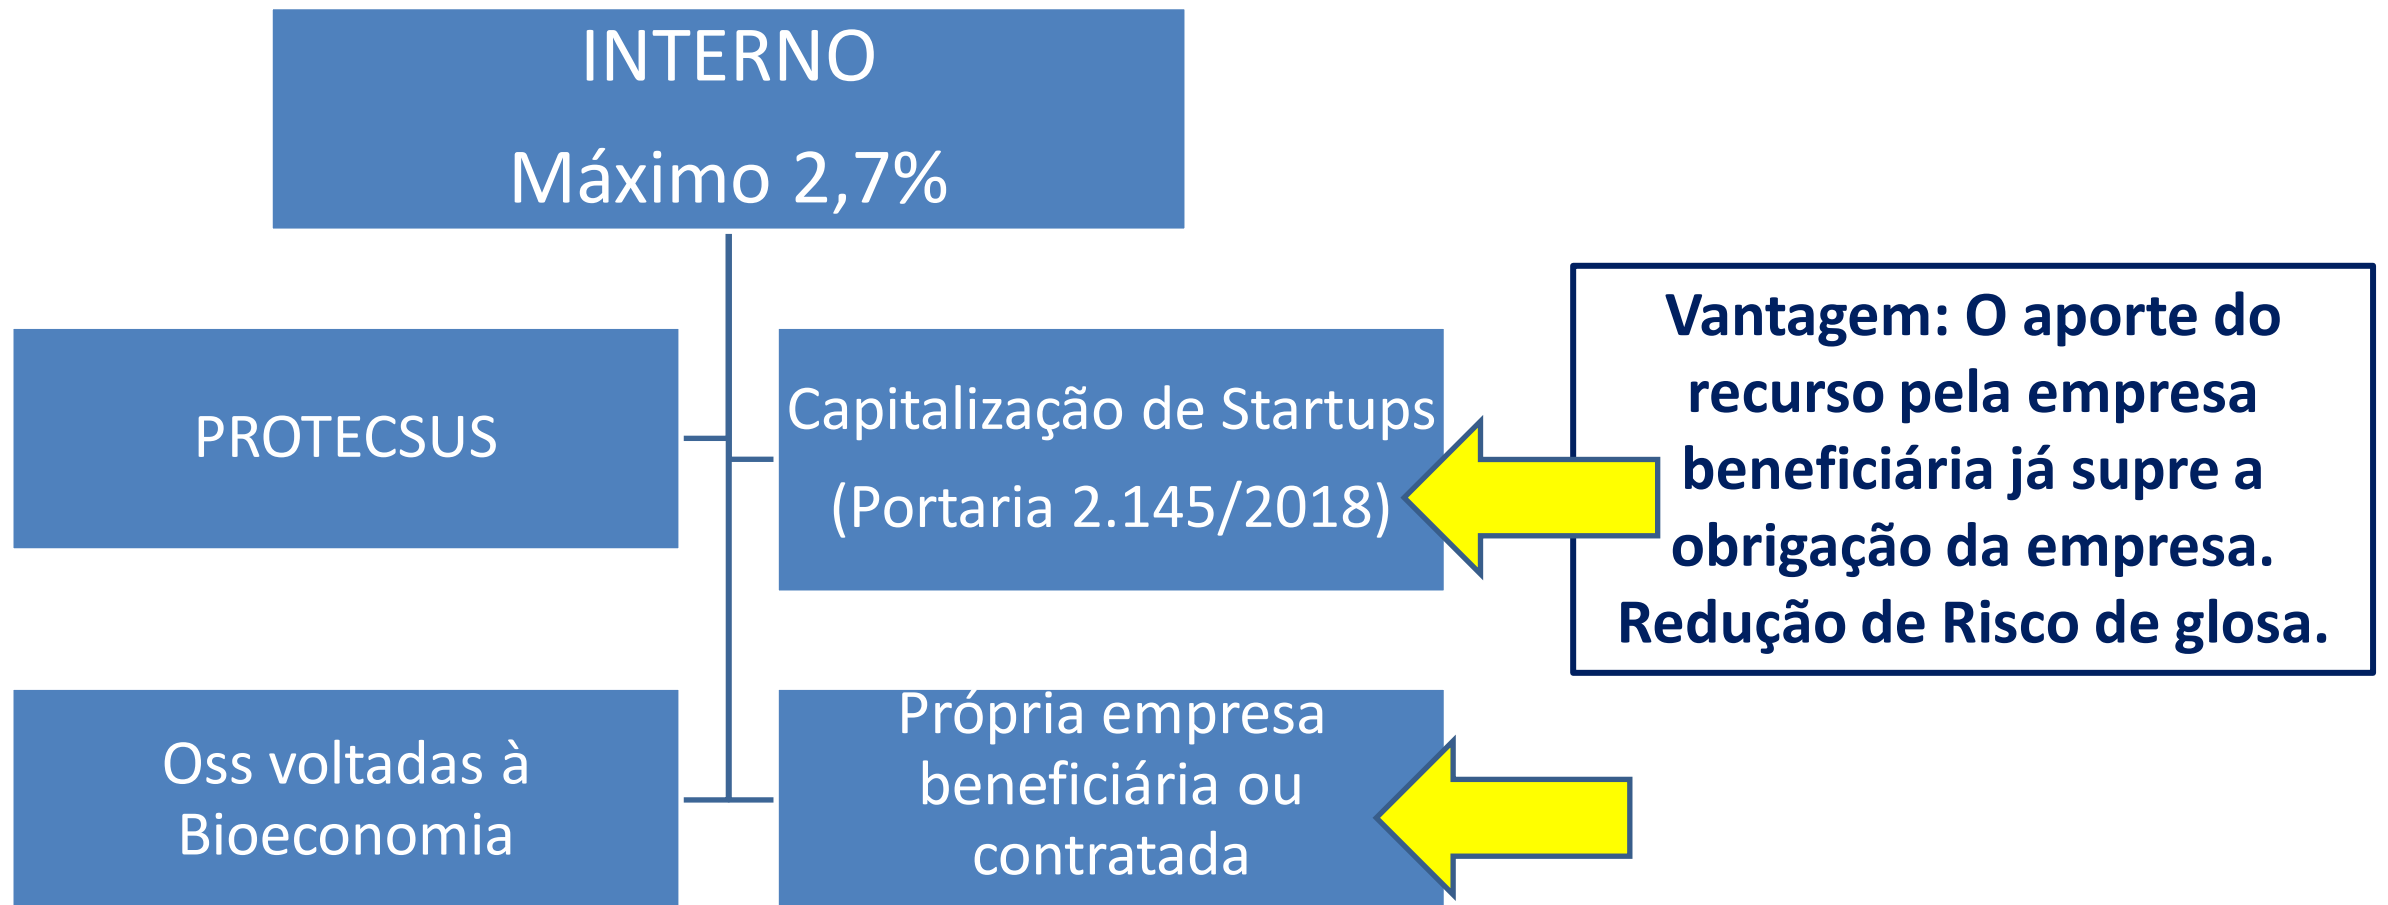 INTERNO
Máximo 2,7%
PROTECSUS
Capitalização de Startups
(Portaria 2.145/2018)
Vantagem: O aporte do
recurso pela empresa
beneficiária já supre a
obrigação da empresa.
Redução de Risco de glosa.
Oss voltadas à
Bioeconomia
Própria empresa
beneficiária ou
contratada